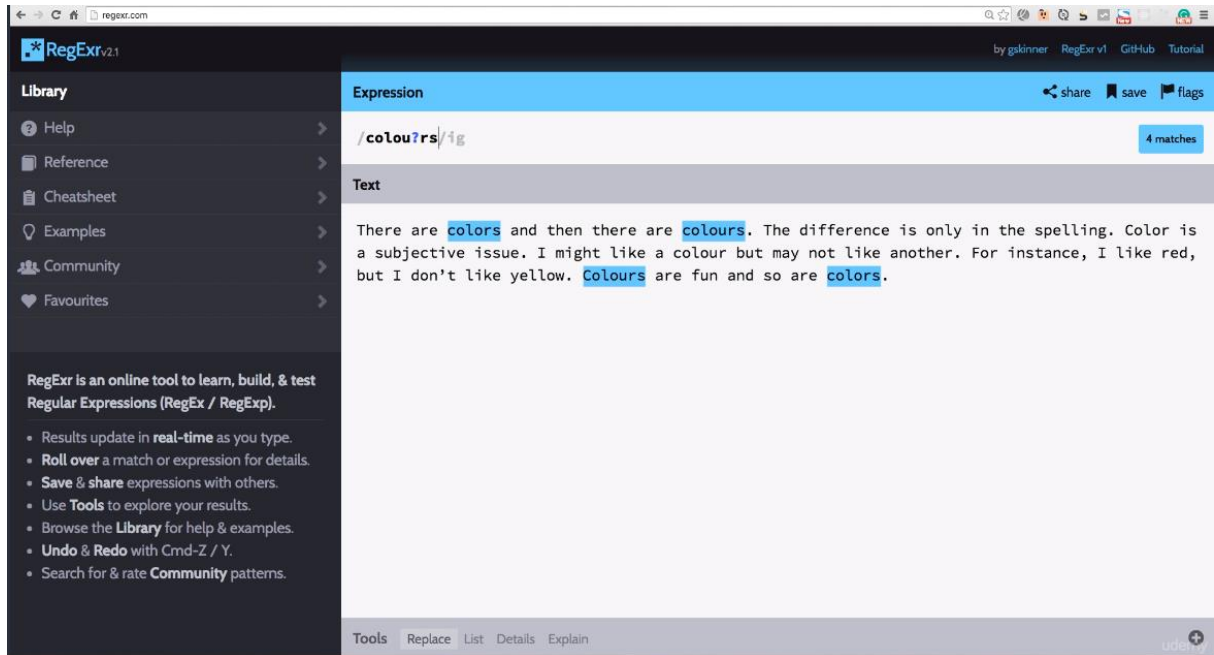 regexr.com
RegExr v2.1
by gskinner RegExr v1 GitHub Tutorial
Library
Help
Reference
Cheatsheet
Examples
Community
Favourites
RegExr is an online tool to learn, build, & test
Regular Expressions (RegEx / RegExp).
• Results update in real-time as you type.
• Roll over a match or expression for details.
• Save & share expressions with others.
• Use Tools to explore your results.
• Browse the Library for help & examples.
• Undo & Redo with Cmd-Z / Y.
• Search for & rate Community patterns.
Expression
share save flags
/colou?rs/ig
4 matches
Text
There are colors and then there are colours. The difference is only in the spelling. Color is
a subjective issue. I might like a colour but may not like another. For instance, I like red,
but I don’t like yellow. Colours are fun and so are colors.
Tools Replace List Details Explain
udemy